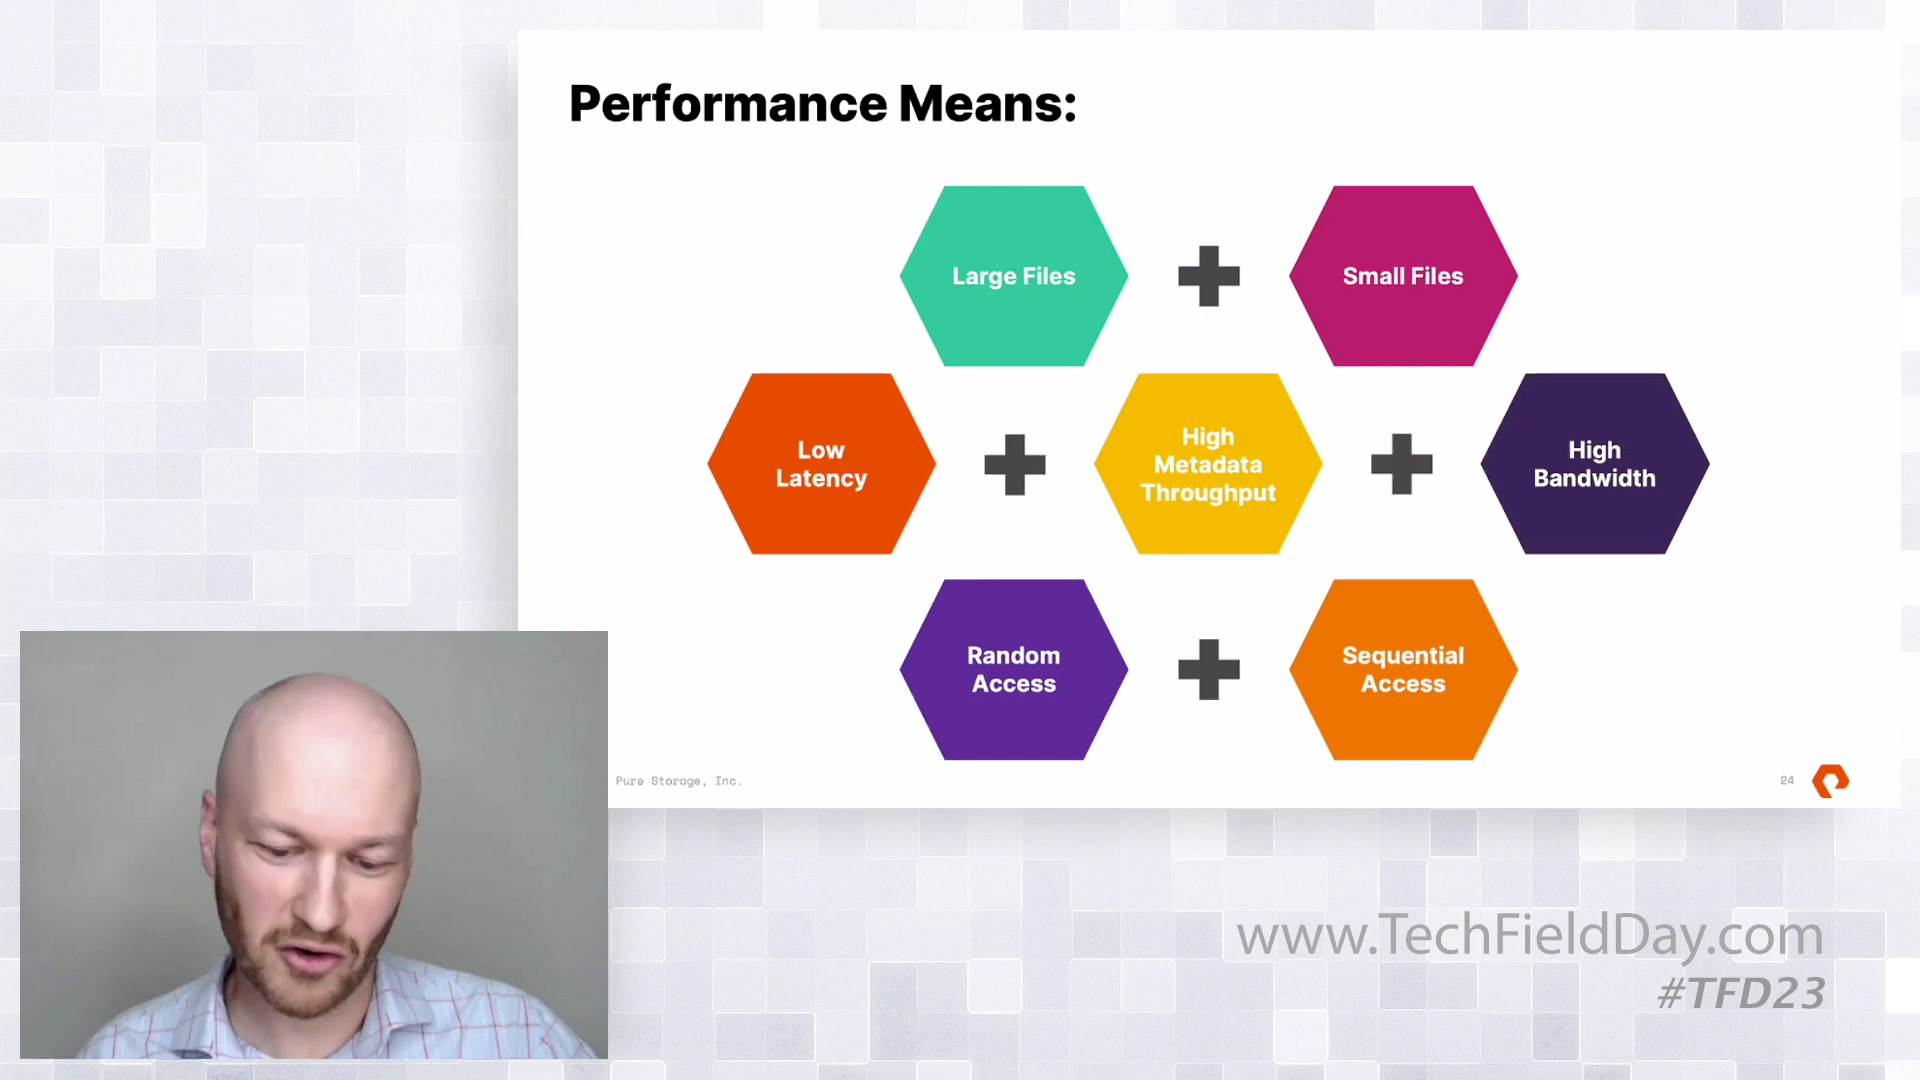 Performance Means:
Large Files
Small Files
Low
Latency
High
Metadata
Throughput
High
Bandwidth
Random
Access
Sequential
Access
Pure Storage, Inc.
24
www.TechFieldDay.com
#TFD23